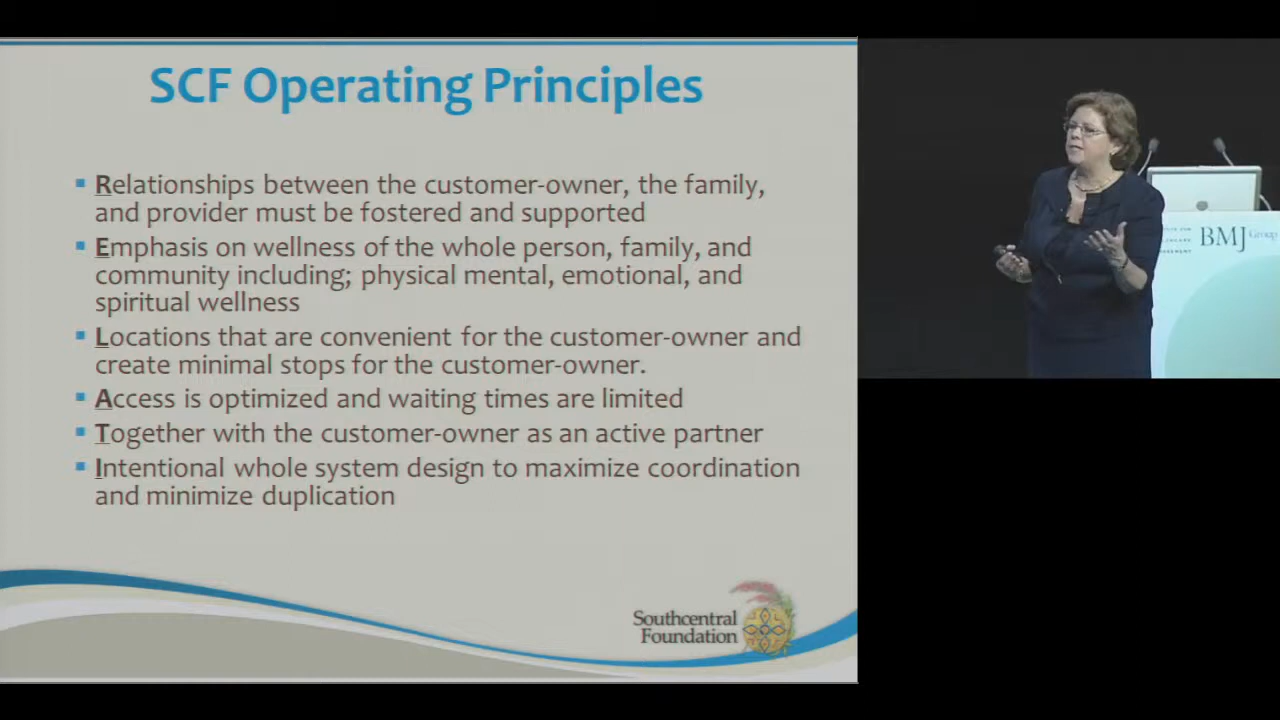 SCF Operating Principles
Relationships between the customer-owner, the family,
and provider must be fostered and supported
Emphasis on wellness of the whole person, family, and
community including; physical mental, emotional, and
spiritual wellness
Locations that are convenient for the customer-owner and
create minimal stops for the customer-owner.
Access is optimized and waiting times are limited
Together with the customer-owner as an active partner
Intentional whole system design to maximize coordination
and minimize duplication
Southcentral
Foundation
BMJ Group